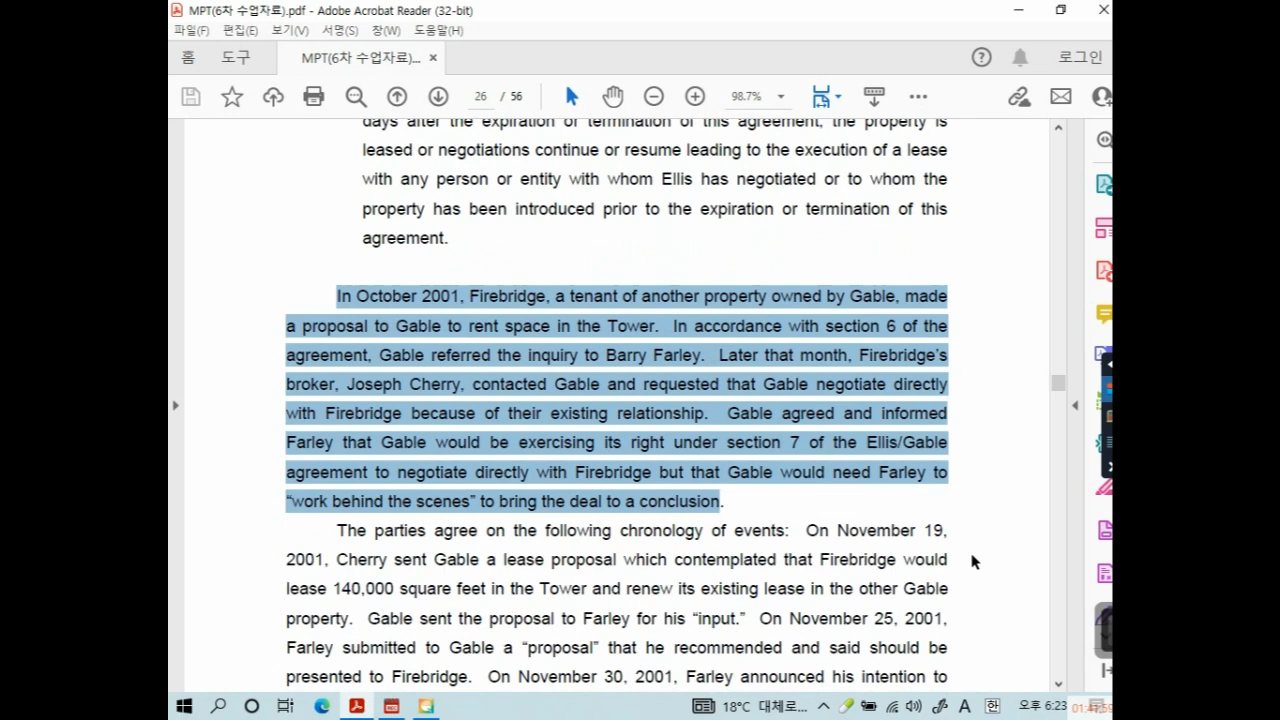 MPT(6차 수업자료).pdf - Adobe Acrobat Reader (32-bit)
파일(F) 편집(E) 보기(V) 서명(S) 창(W) 도움말(H)
홈 도구 MPT(6차 수업자료)... × 로그인
26 / 56 98.7%
days after the expiration or termination of this agreement, the property is
leased or negotiations continue or resume leading to the execution of a lease
with any person or entity with whom Ellis has negotiated or to whom the
property has been introduced prior to the expiration or termination of this
agreement.
In October 2001, Firebridge, a tenant of another property owned by Gable, made
a proposal to Gable to rent space in the Tower. In accordance with section 6 of the
agreement, Gable referred the inquiry to Barry Farley. Later that month, Firebridge's
broker, Joseph Cherry, contacted Gable and requested that Gable negotiate directly
with Firebridge because of their existing relationship. Gable agreed and informed
Farley that Gable would be exercising its right under section 7 of the Ellis/Gable
agreement to negotiate directly with Firebridge but that Gable would need Farley to
“work behind the scenes” to bring the deal to a conclusion.
The parties agree on the following chronology of events: On November 19,
2001, Cherry sent Gable a lease proposal which contemplated that Firebridge would
lease 140,000 square feet in the Tower and renew its existing lease in the other Gable
property. Gable sent the proposal to Farley for his “input.” On November 25, 2001,
Farley submitted to Gable a “proposal” that he recommended and said should be
presented to Firebridge. On November 30, 2001, Farley announced his intention to
18°C 대체로... A 한 오후 6:23